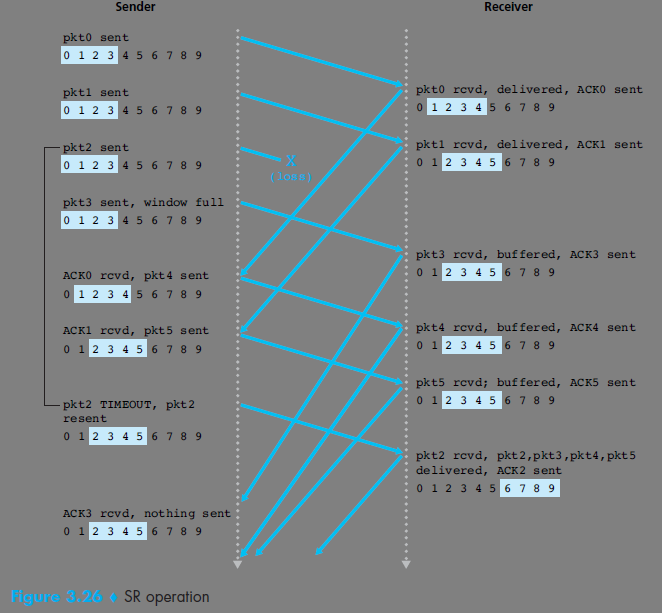 Sender
Receiver
pkt0 sent
0 1 2 3 4 5 6 7 8 9
pkt0 rcvd, delivered, ACK0 sent
0 1 2 3 4 5 6 7 8 9
pkt1 sent
0 1 2 3 4 5 6 7 8 9
pkt1 rcvd, delivered, ACK1 sent
0 1 2 3 4 5 6 7 8 9
pkt2 sent
0 1 2 3 4 5 6 7 8 9
X
(loss)
pkt3 sent, window full
0 1 2 3 4 5 6 7 8 9
pkt3 rcvd, buffered, ACK3 sent
0 1 2 3 4 5 6 7 8 9
ACK0 rcvd, pkt4 sent
0 1 2 3 4 5 6 7 8 9
pkt4 rcvd, buffered, ACK4 sent
0 1 2 3 4 5 6 7 8 9
ACK1 rcvd, pkt5 sent
0 1 2 3 4 5 6 7 8 9
pkt5 rcvd; buffered, ACK5 sent
0 1 2 3 4 5 6 7 8 9
pkt2 TIMEOUT, pkt2
resent
0 1 2 3 4 5 6 7 8 9
pkt2 rcvd, pkt2,pkt3,pkt4,pkt5
delivered, ACK2 sent
0 1 2 3 4 5 6 7 8 9
ACK3 rcvd, nothing sent
0 1 2 3 4 5 6 7 8 9
Figure 3.26 ♦ SR operation